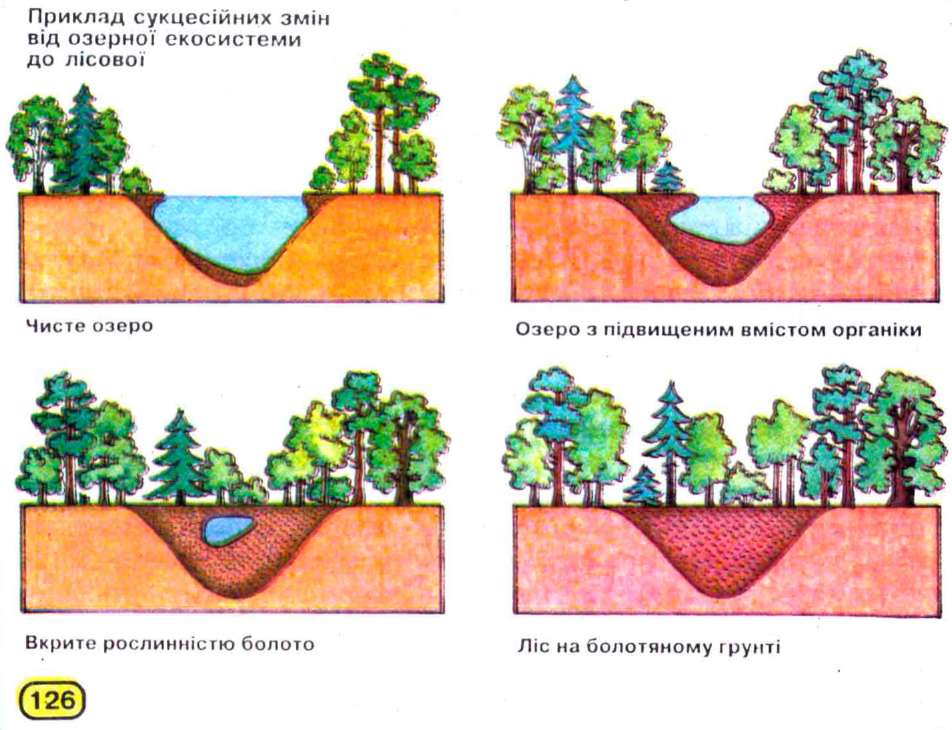 Приклад сукцесійних змін
від озерної екосистеми
до лісової
Чисте озеро
Озеро з підвищеним вмістом органіки
Вкрите рослинністю болото
Ліс на болотяному грунті
126